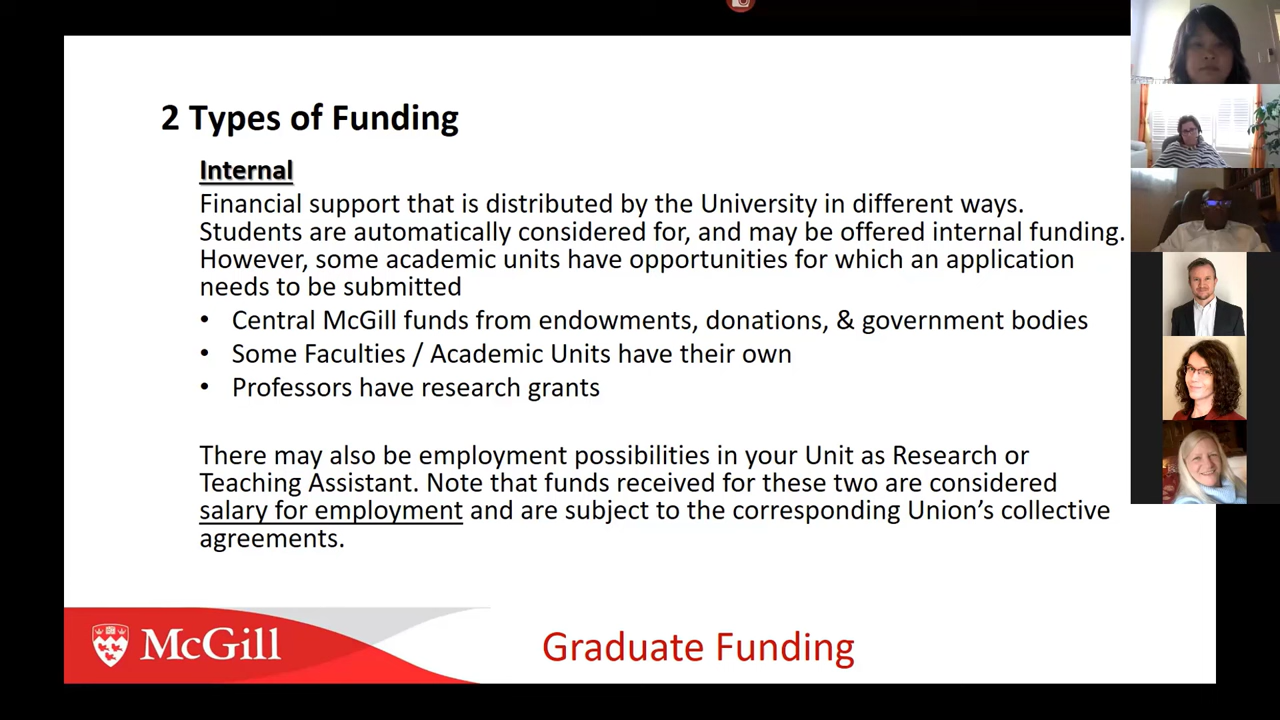 2 Types of Funding
Internal
Financial support that is distributed by the University in different ways.
Students are automatically considered for, and may be offered internal funding.
However, some academic units have opportunities for which an application
needs to be submitted
• Central McGill funds from endowments, donations, & government bodies
• Some Faculties / Academic Units have their own
• Professors have research grants
There may also be employment possibilities in your Unit as Research or
Teaching Assistant. Note that funds received for these two are considered
salary for employment and are subject to the corresponding Union’s collective
agreements.
McGill
Graduate Funding